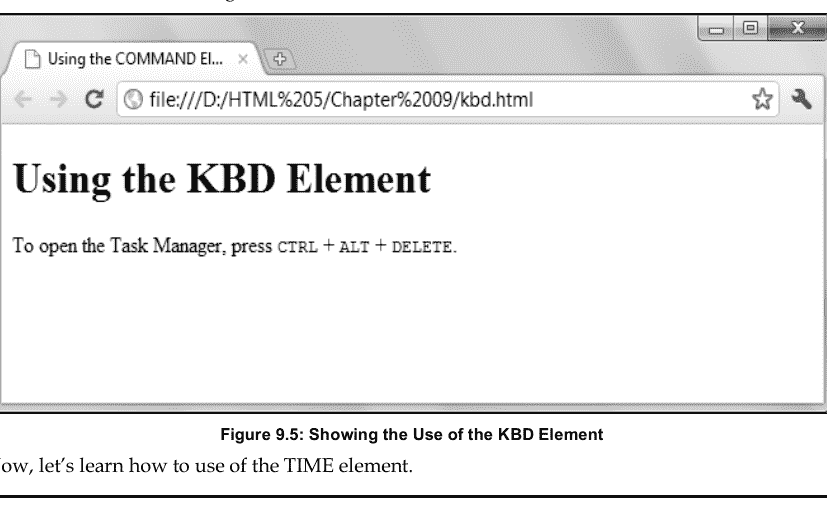 Using the COMMAND El...
file:///D:/HTML%205/Chapter%2009/kbd.html
Using the KBD Element
To open the Task Manager, press CTRL + ALT + DELETE.
Figure 9.5: Showing the Use of the KBD Element
ow, let's learn how to use of the TIME element.